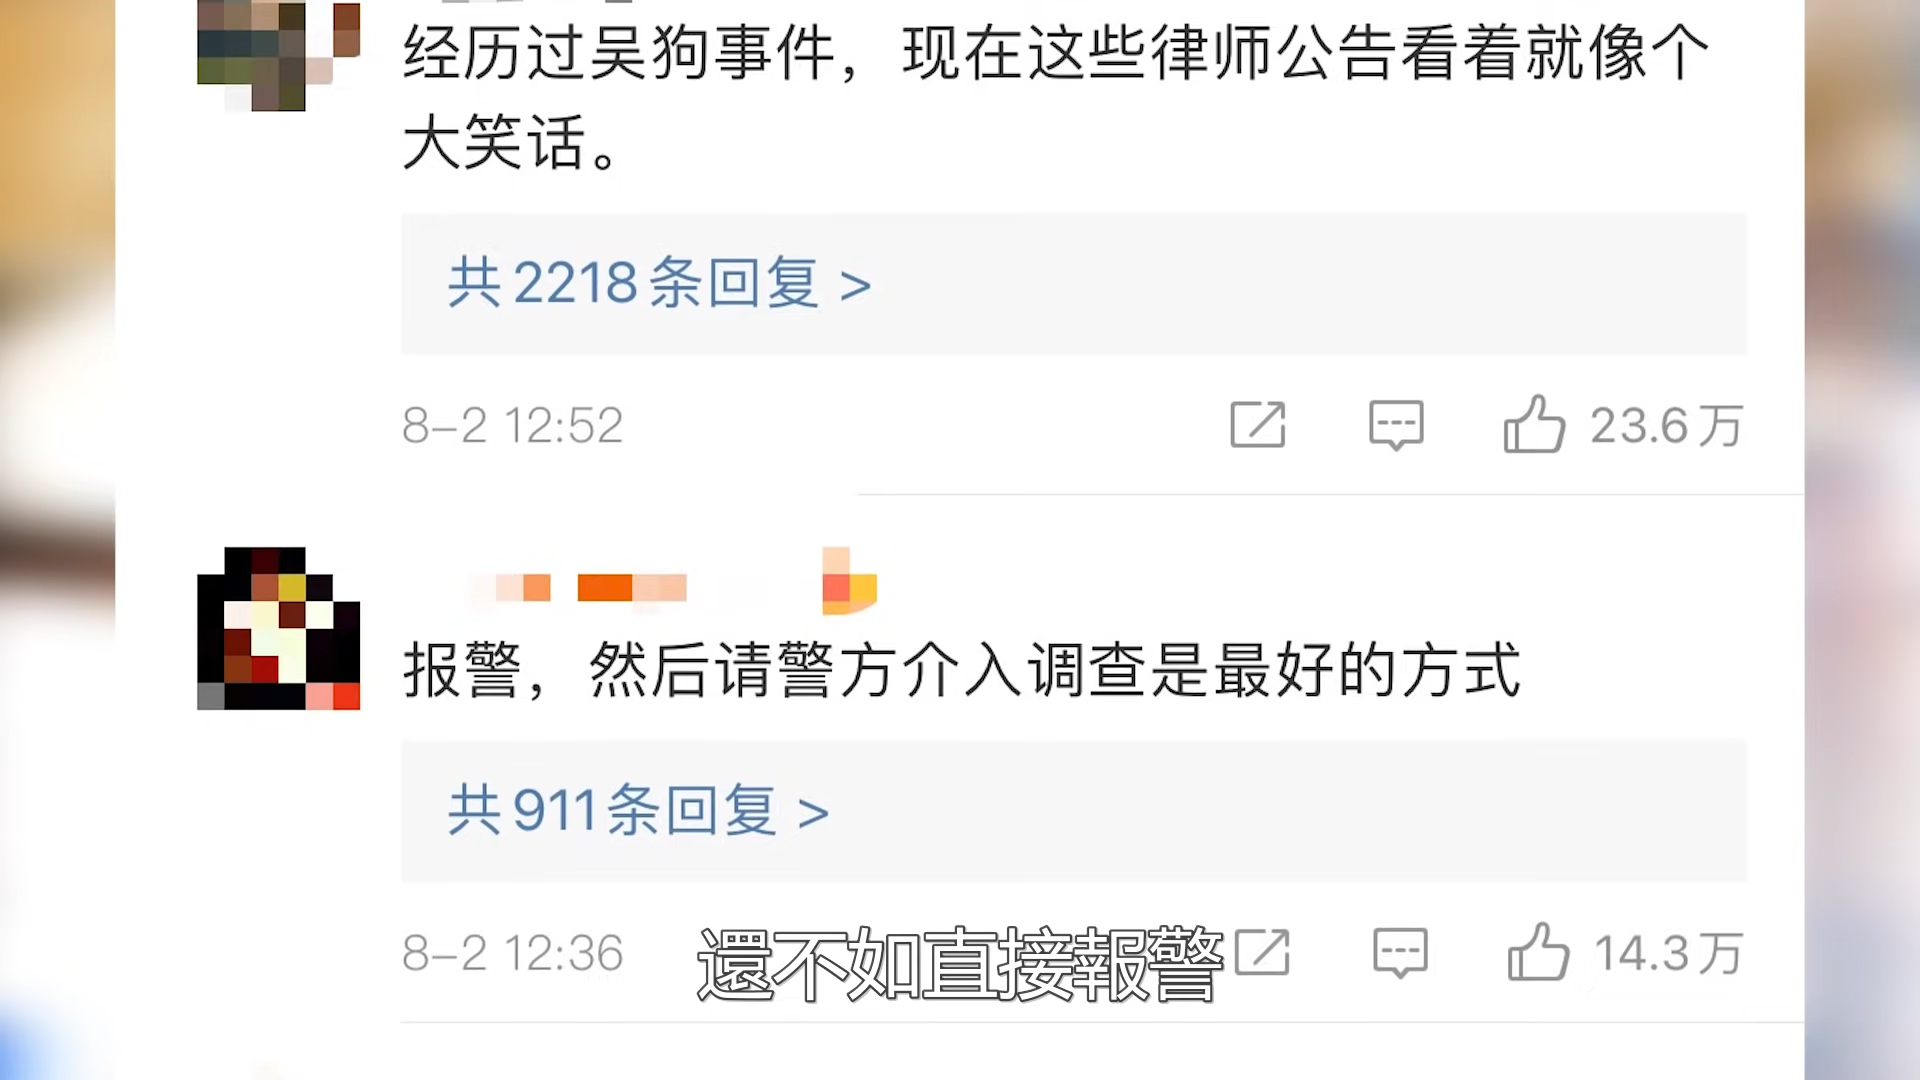 经历过吴狗事件，现在这些律师公告看着就像个
大笑话。
共2218条回复 >
8-2 12:52
23.6万
报警，然后请警方介入调查是最好的方式
共911条回复 >
8-2 12:36
14.3万
還不如直接報警